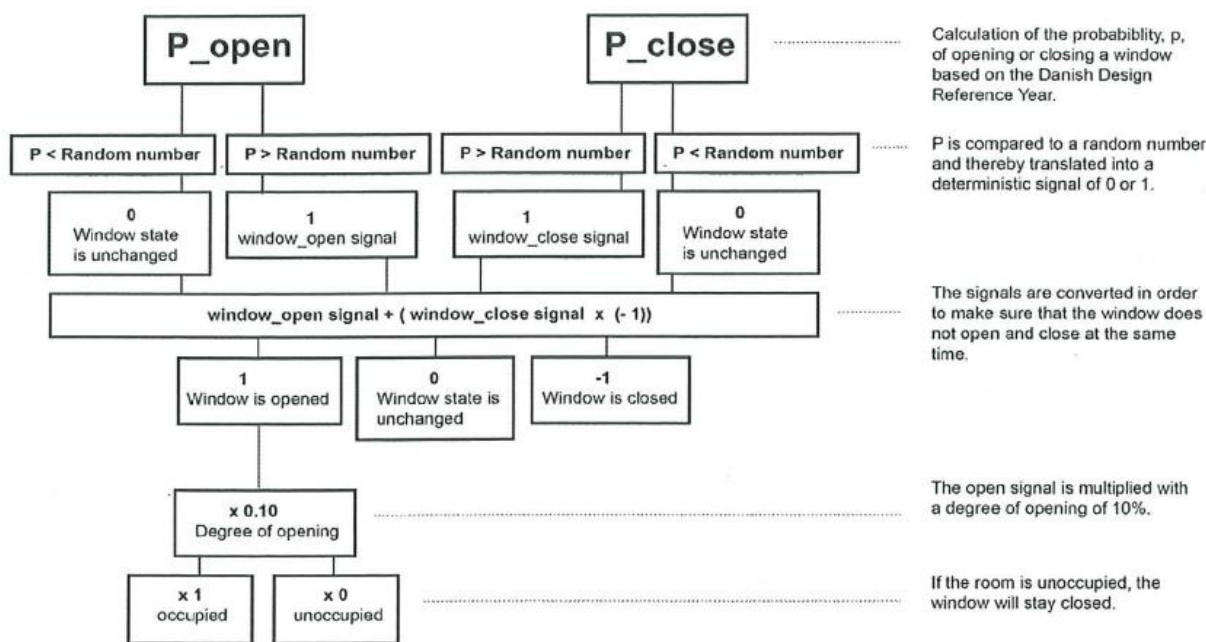 P_open
P_close
Calculation of the probabiblity, p,
of opening or closing a window
based on the Danish Design
Reference Year.
P < Random number
P > Random number
P > Random number
P < Random number
P is compared to a random number
and thereby translated into a
deterministic signal of 0 or 1.
0
Window state
is unchanged
1
window_open signal
1
window_close signal
0
Window state
is unchanged
window_open signal + ( window_close signal x (- 1))
The signals are converted in order
to make sure that the window does
not open and close at the same
time.
1
Window is opened
0
Window state is
unchanged
-1
Window is closed
x 0.10
Degree of opening
The open signal is multiplied with
a degree of opening of 10%.
x 1
occupied
x 0
unoccupied
If the room is unoccupied, the
window will stay closed.